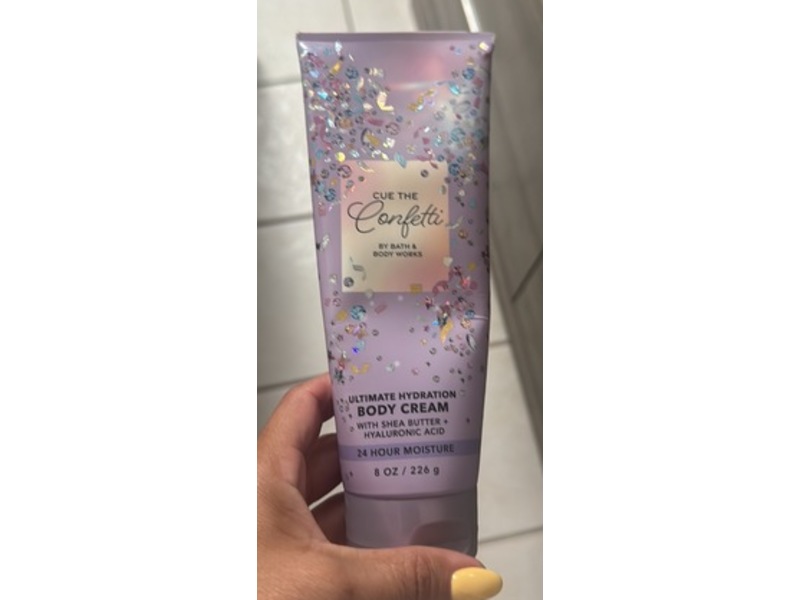 CUE THE
Confetti
BY BATH &
BODY WORKS
ULTIMATE HYDRATION
BODY CREAM
WITH SHEA BUTTER +
HYALURONIC ACID
24 HOUR MOISTURE
8 OZ / 226 g